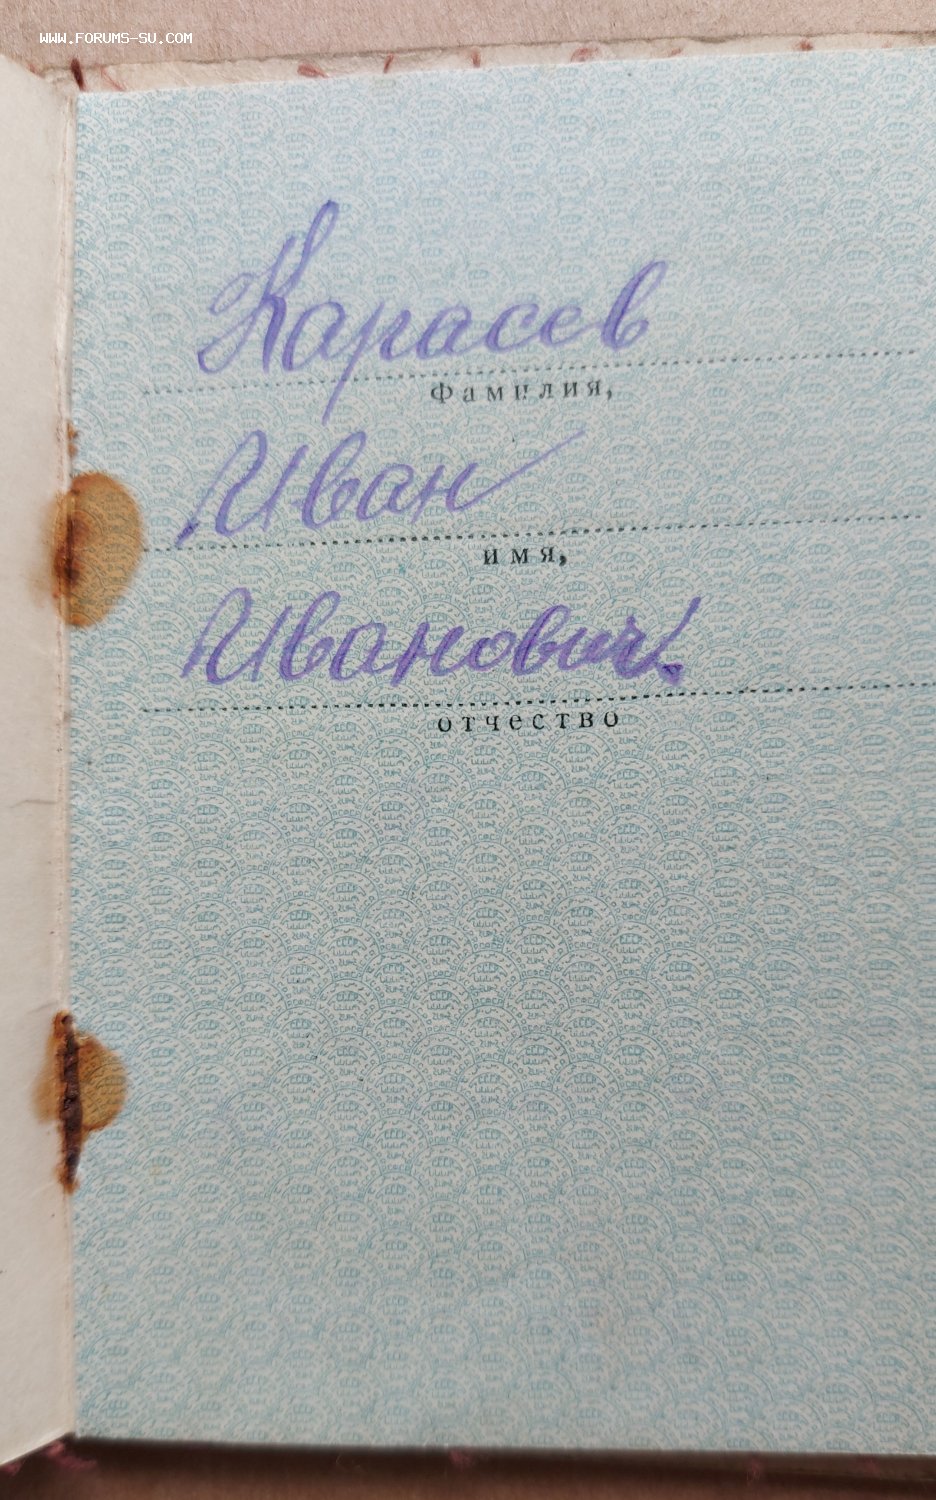 WWW.FORUMS-SU.COM
Карасев
Фамилия,
Иван
имя,
Иванович.
отчество